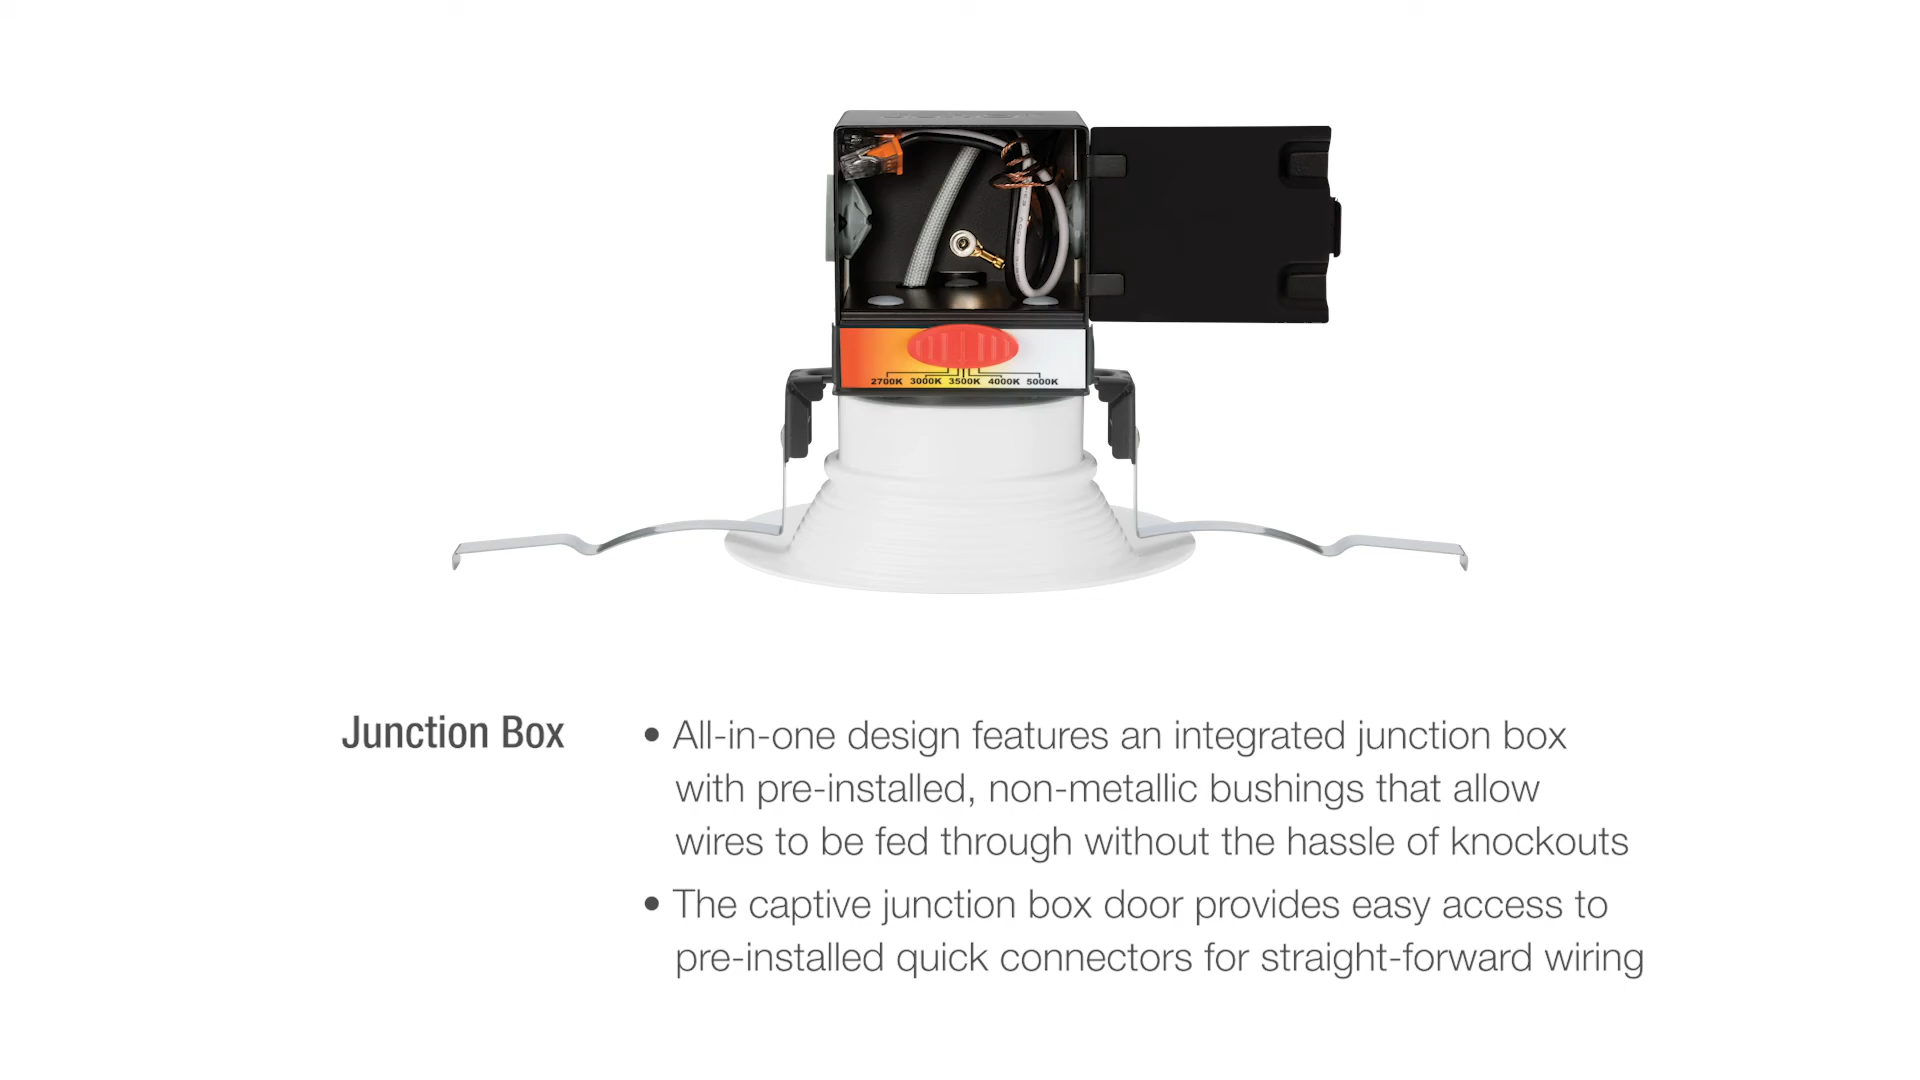 2700K 3000K 3500K 4000K 5000K
Junction Box
• All-in-one design features an integrated junction box
with pre-installed, non-metallic bushings that allow
wires to be fed through without the hassle of knockouts
• The captive junction box door provides easy access to
pre-installed quick connectors for straight-forward wiring